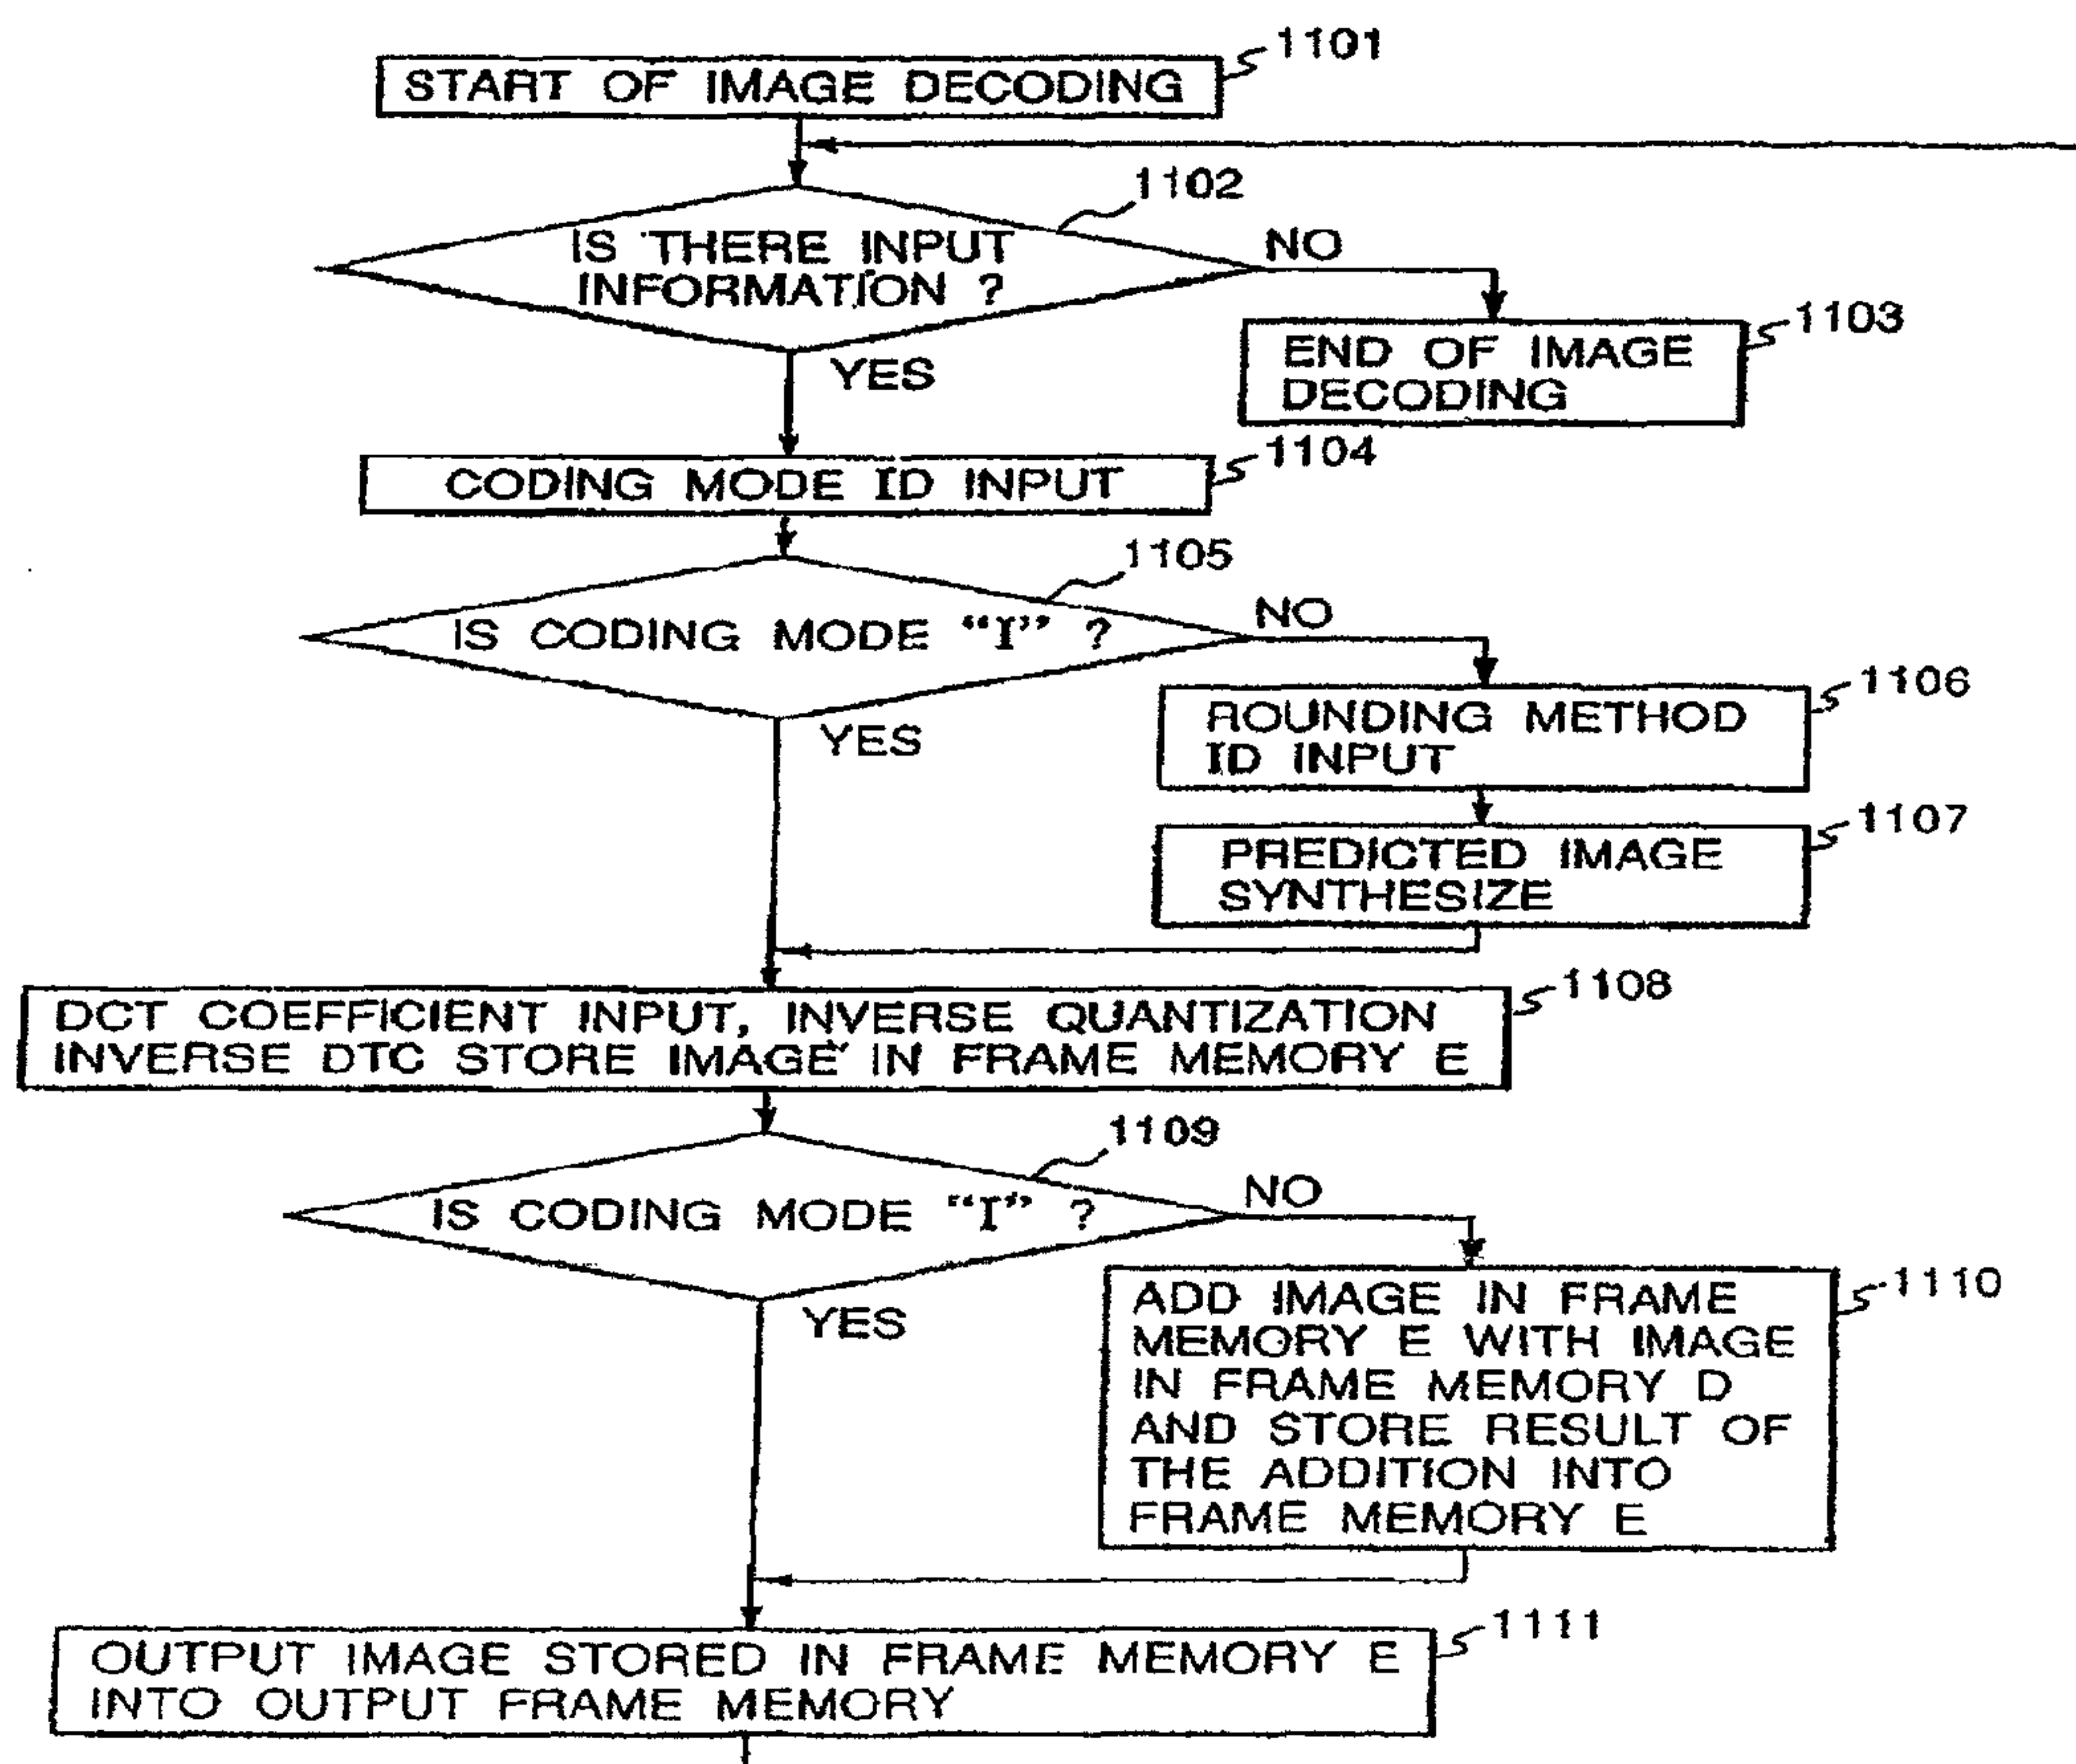 1101
START OF IMAGE DECODING
1102
IS THERE INPUT
INFORMATION ?
NO
YES
1103
END OF IMAGE
DECODING
1104
CODING MODE ID INPUT
1105
IS CODING MODE "I" ?
NO
YES
1106
ROUNDING METHOD
ID INPUT
1107
PREDICTED IMAGE
SYNTHESIZE
1108
DCT COEFFICIENT INPUT, INVERSE QUANTIZATION
INVERSE DTC STORE IMAGE IN FRAME MEMORY E
1109
IS CODING MODE "I" ?
NO
YES
1110
ADD IMAGE IN FRAME
MEMORY E WITH IMAGE
IN FRAME MEMORY D
AND STORE RESULT OF
THE ADDITION INTO
FRAME MEMORY E
1111
OUTPUT IMAGE STORED IN FRAME MEMORY E
INTO OUTPUT FRAME MEMORY